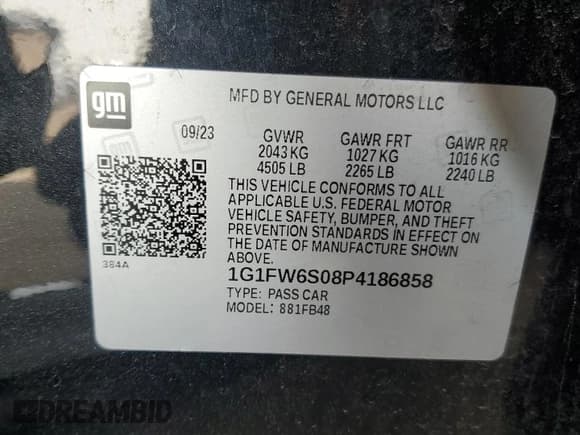 gm
MFD BY GENERAL MOTORS LLC
09/23 GVWR GAWR FRT GAWR RR
2043 KG 1027 KG 1016 KG
4505 LB 2265 LB 2240 LB
THIS VEHICLE CONFORMS TO ALL
APPLICABLE U.S. FEDERAL MOTOR
VEHICLE SAFETY, BUMPER, AND THEFT
PREVENTION STANDARDS IN EFFECT ON
THE DATE OF MANUFACTURE SHOWN
ABOVE.
384A
1G1FW6S08P4186858
TYPE: PASS CAR
MODEL: 881FB48
DREAMBID